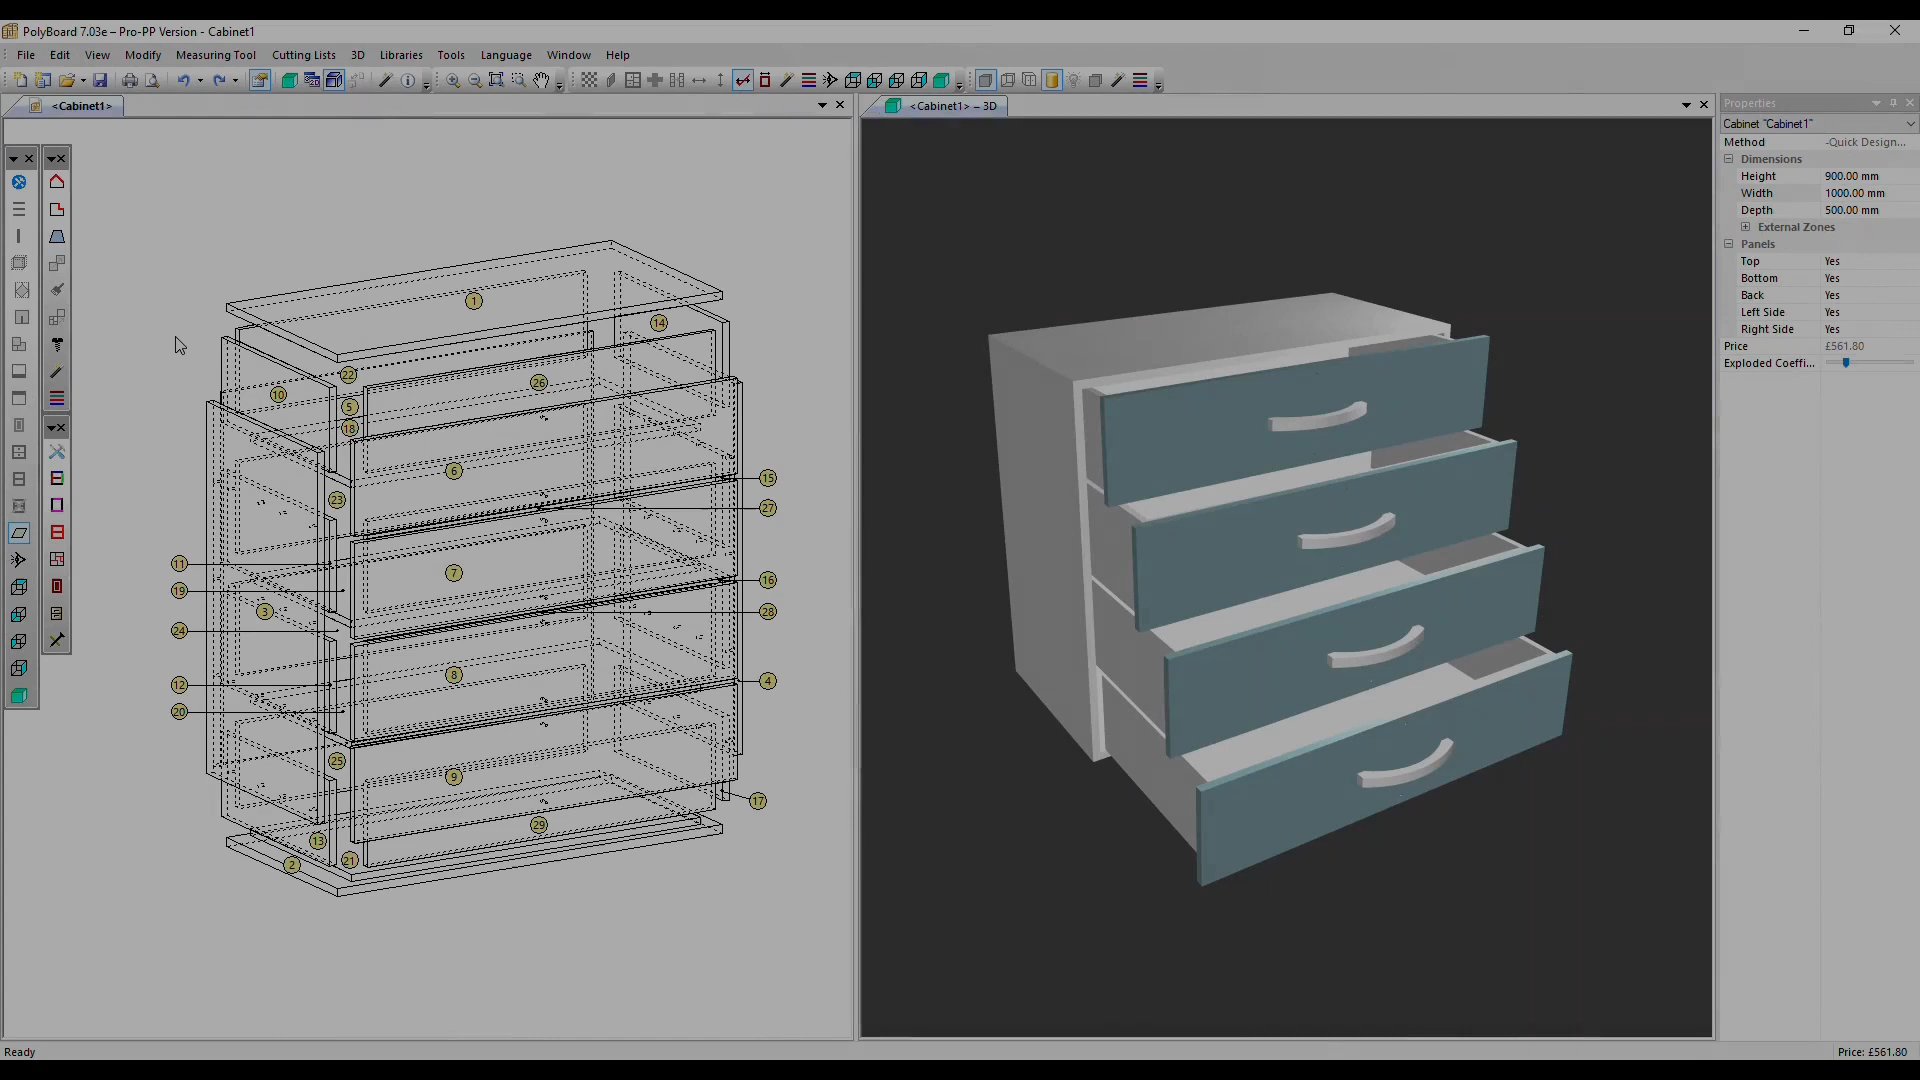 PolyBoard 7.03e – Pro-PP Version - Cabinet1
File Edit View Modify Measuring Tool Cutting Lists 3D Libraries Tools Language Window Help
<Cabinet1>
<Cabinet1> – 3D
Properties
Cabinet "Cabinet1"
Method -Quick Design...
Dimensions
Height 900.00 mm
Width 1000.00 mm
Depth 500.00 mm
External Zones
Panels
Top Yes
Bottom Yes
Back Yes
Left Side Yes
Right Side Yes
Price £561.80
Exploded Coeffi...
1
14
22
26
10
5
18
6
15
23
27
11
7
16
19
3
28
24
8
4
12
20
25
9
17
29
13
21
2
Ready
Price: £561.80